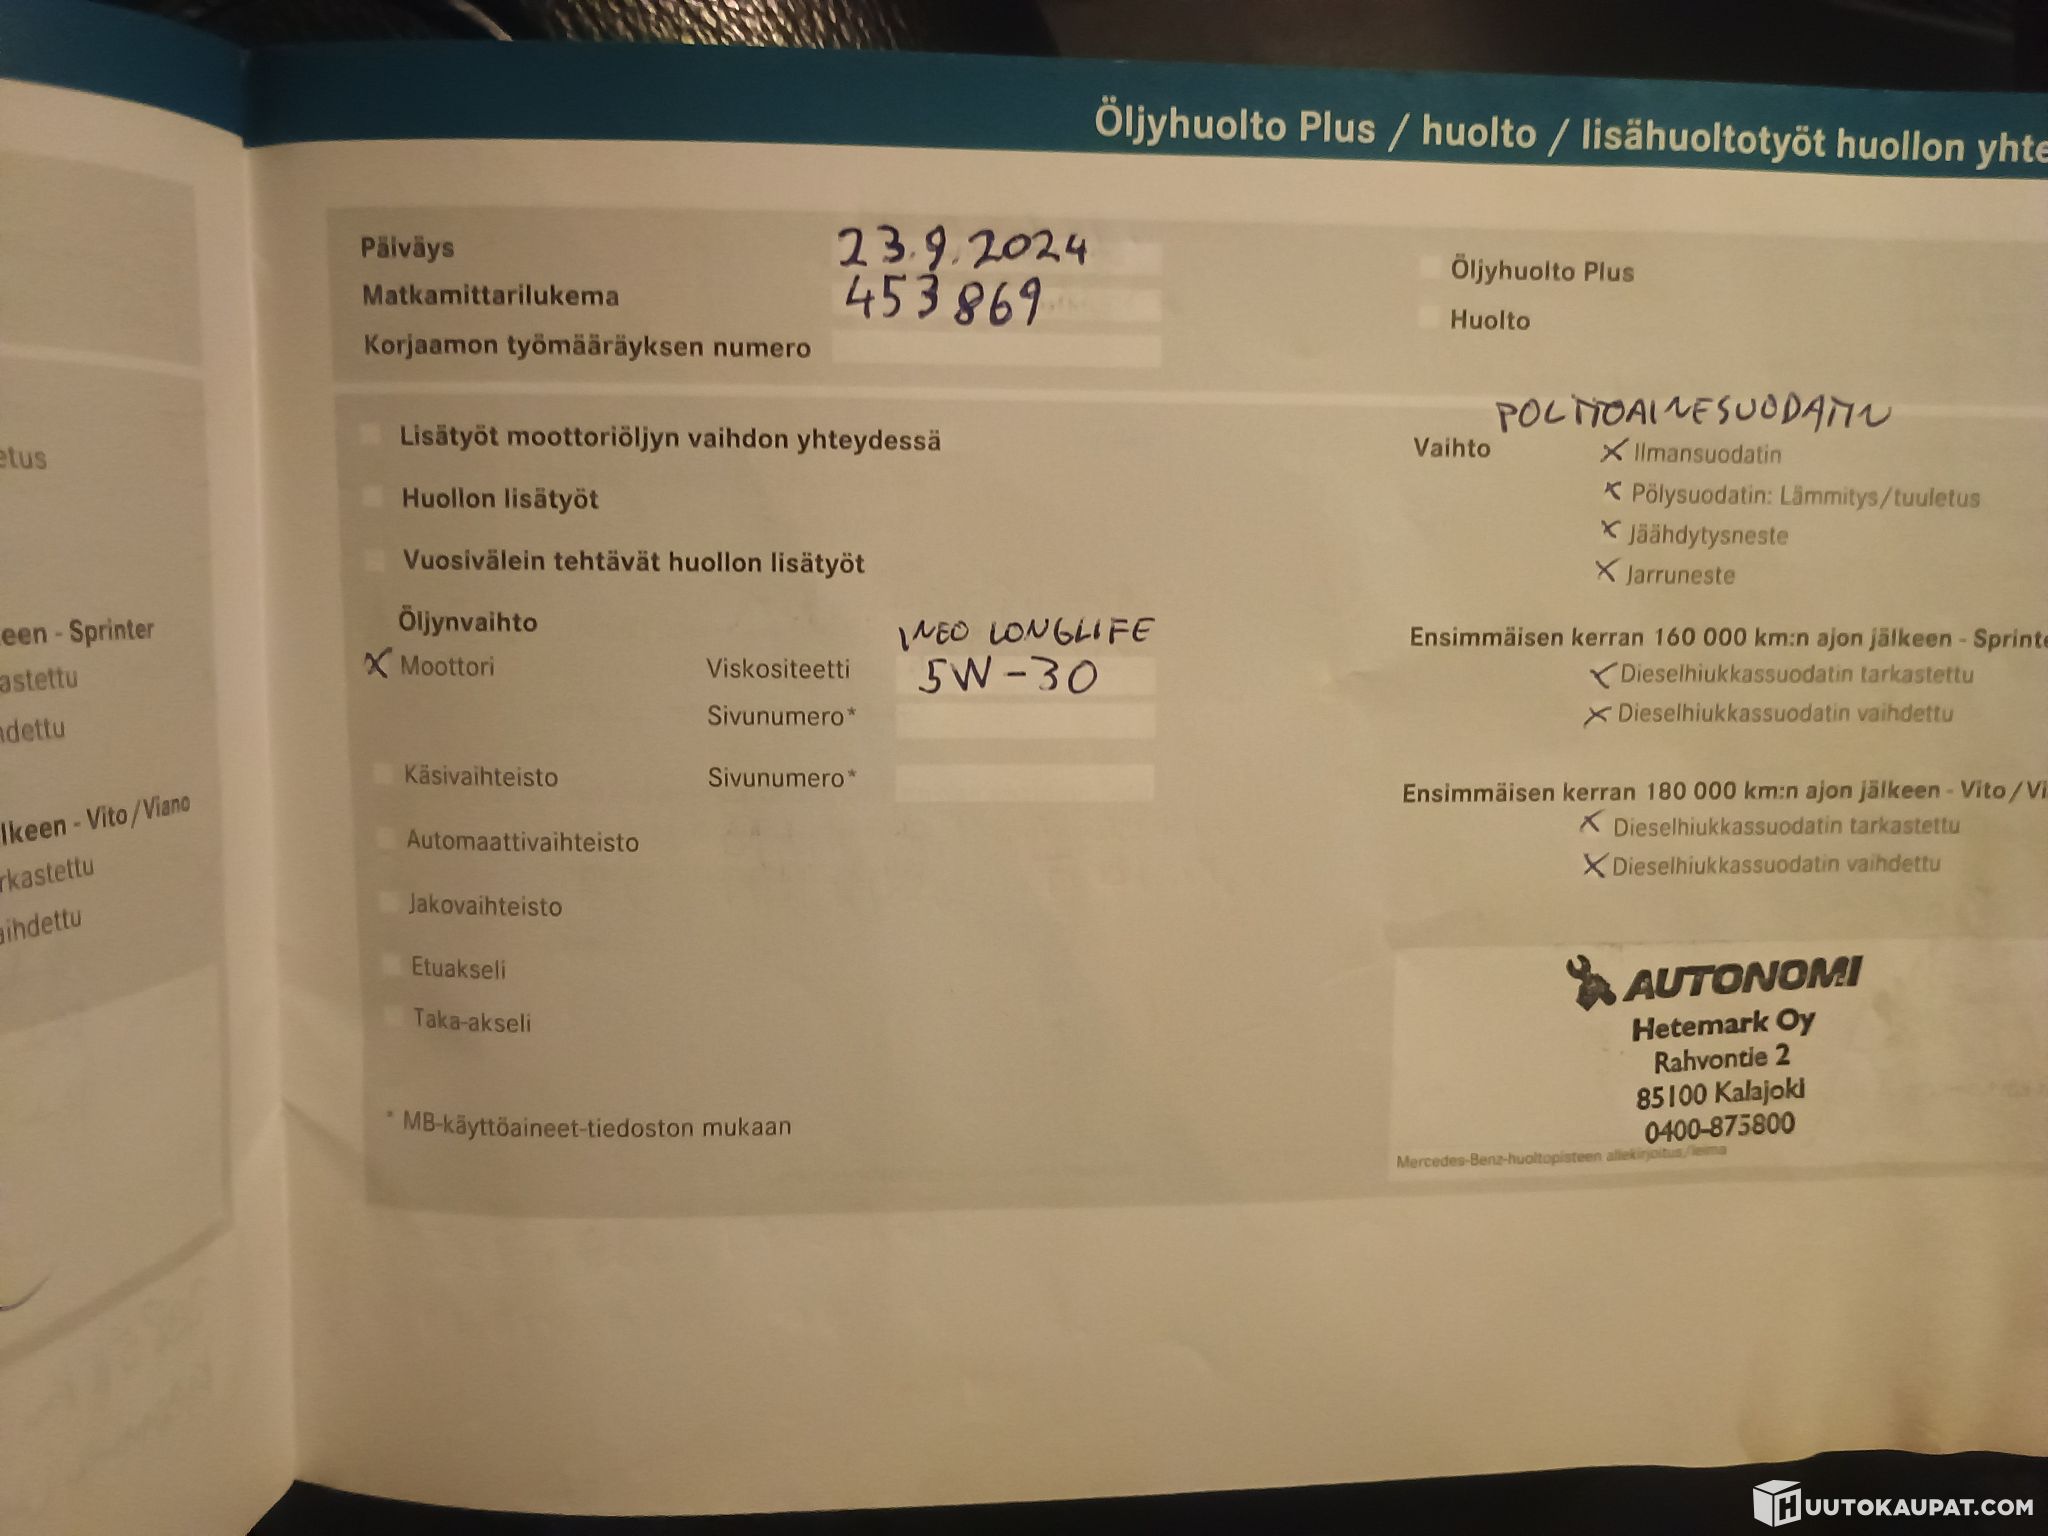 Öljyhuolto Plus / huolto / lisähuoltotyöt huollon yhte
Päiväys 23.9.2024
Matkamittarilukema 453869
Korjaamon työmääräyksen numero
Öljyhuolto Plus
Huolto
Lisätyöt moottoriöljyn vaihdon yhteydessä
Huollon lisätyöt
Vuosivälein tehtävät huollon lisätyöt
Öljynvaihto
INEO LONGLIFE
x Moottori Viskositeetti 5W-30
Sivunumero*
Käsivaihteisto Sivunumero*
Automaattivaihteisto
Jakovaihteisto
Etuakseli
Taka-akseli
* MB-käyttöaineet-tiedoston mukaan
POLTTOAINESUODATIN
Vaihto x Ilmansuodatin
x Pölysuodatin: Lämmitys/tuuletus
x Jäähdytysneste
x Jarruneste
Ensimmäisen kerran 160 000 km:n ajon jälkeen - Sprinte
x Dieselhiukkassuodatin tarkastettu
x Dieselhiukkassuodatin vaihdettu
Ensimmäisen kerran 180 000 km:n ajon jälkeen - Vito/Vi
x Dieselhiukkassuodatin tarkastettu
x Dieselhiukkassuodatin vaihdettu
AUTONOMI
Hetemark Oy
Rahvontie 2
85100 Kalajoki
0400-875800
Mercedes-Benz-huoltopisteen allekirjoitus/leima
etus
een - Sprinter
astettu
dettu
lkeen - Vito/Viano
rkastettu
aihdettu
HUUTOKAUPAT.COM